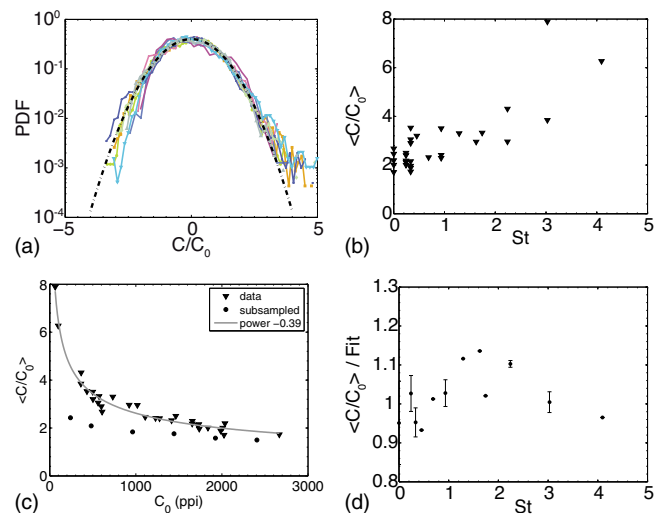 10^0
10^-1
10^-2
10^-3
10^-4
PDF
−5 0 5
C/C_0
(a)
8
6
4
2
0
<C/C_0>
0 1 2 3 4 5
St
(b)
8
6
4
2
0
<C/C_0>
data
subsampled
power −0.39
0 1000 2000 3000
C_0 (ppi)
(c)
1.3
1.2
1.1
1
0.9
0.8
<C/C_0> / Fit
0 1 2 3 4 5
St
(d)